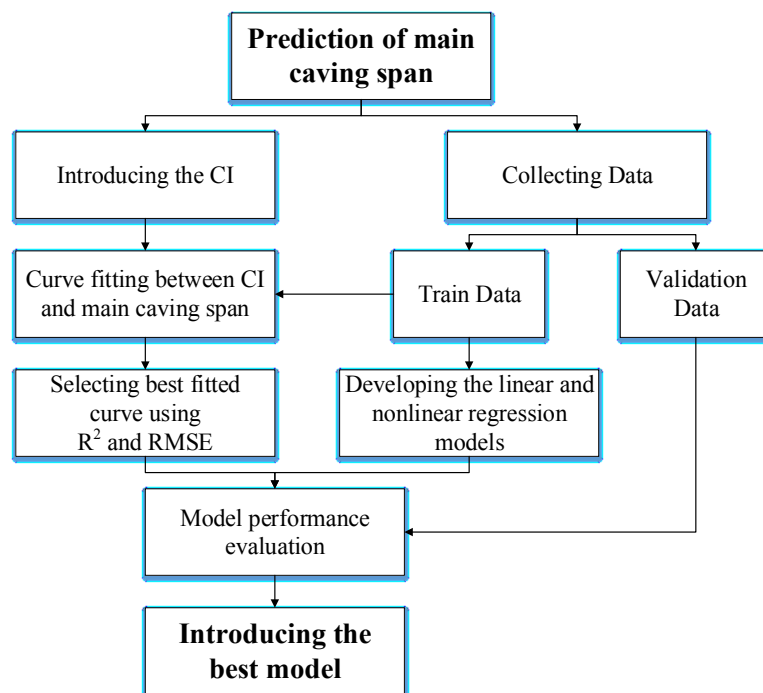 Prediction of main
caving span
Introducing the CI
Collecting Data
Curve fitting between CI
and main caving span
Train Data
Validation
Data
Selecting best fitted
curve using
R² and RMSE
Developing the linear and
nonlinear regression
models
Model performance
evaluation
Introducing the
best model